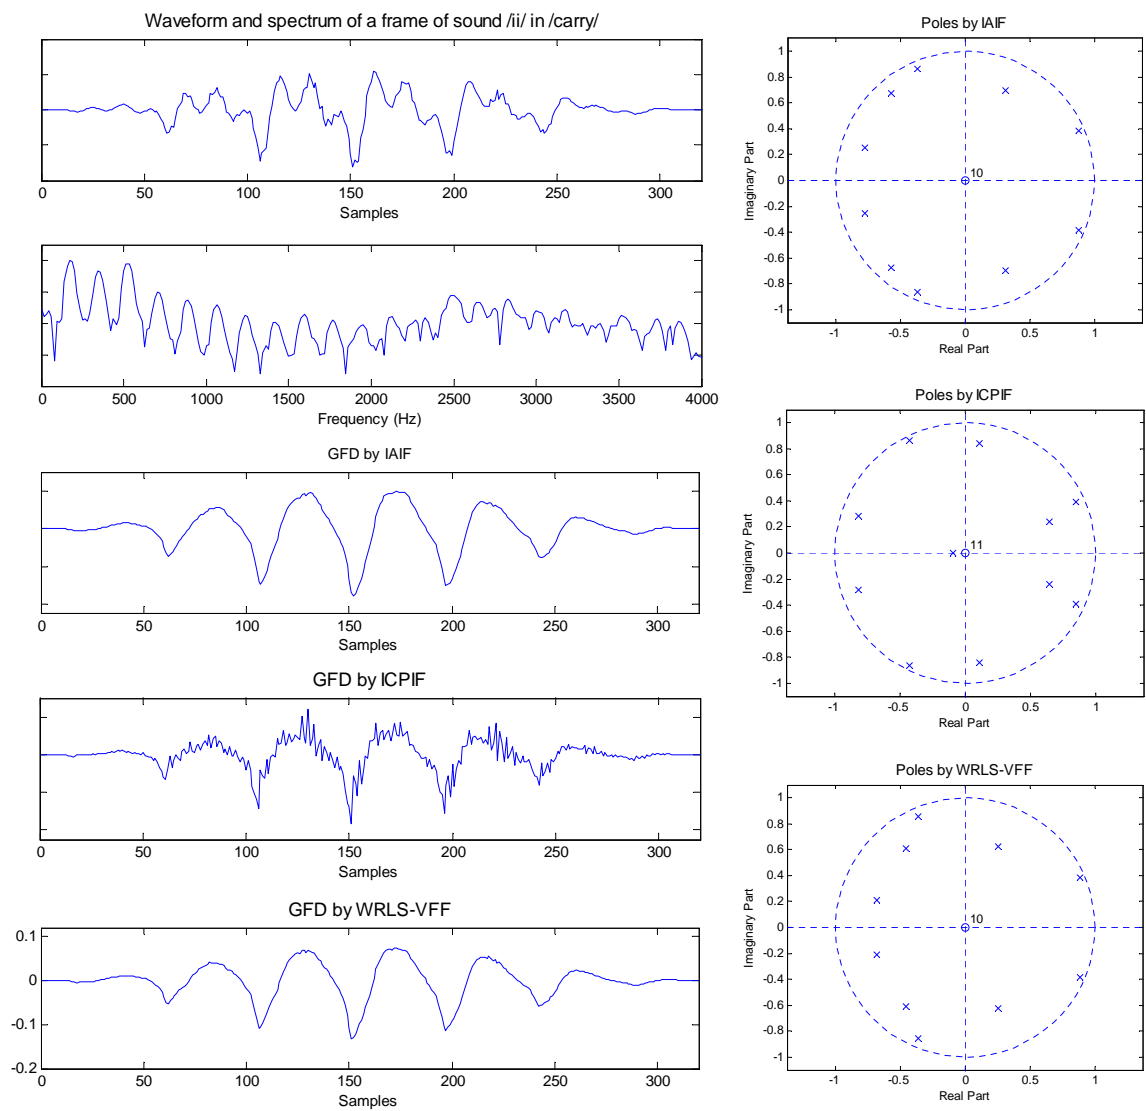 Waveform and spectrum of a frame of sound /ii/ in /carry/
0 50 100 150 200 250 300
Samples
0 500 1000 1500 2000 2500 3000 3500 4000
Frequency (Hz)
GFD by IAIF
0 50 100 150 200 250 300
Samples
GFD by ICPIF
0 50 100 150 200 250 300
Samples
GFD by WRLS-VFF
0.1
0
-0.1
-0.2
0 50 100 150 200 250 300
Samples
Poles by IAIF
1
0.8
0.6
0.4
0.2
0
-0.2
-0.4
-0.6
-0.8
-1
Imaginary Part
10
-1 -0.5 0 0.5 1
Real Part
Poles by ICPIF
1
0.8
0.6
0.4
0.2
0
-0.2
-0.4
-0.6
-0.8
-1
Imaginary Part
11
-1 -0.5 0 0.5 1
Real Part
Poles by WRLS-VFF
1
0.8
0.6
0.4
0.2
0
-0.2
-0.4
-0.6
-0.8
-1
Imaginary Part
10
-1 -0.5 0 0.5 1
Real Part